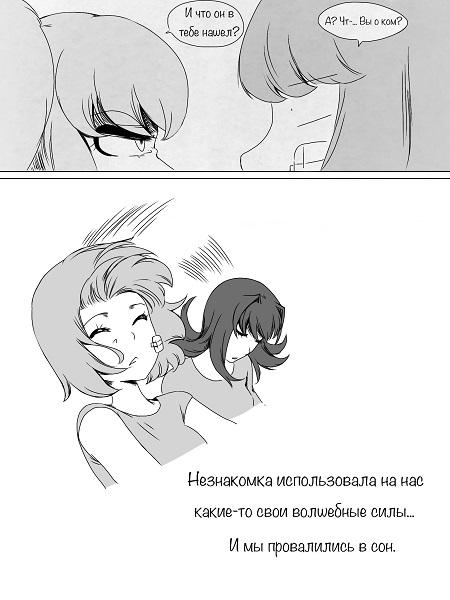 И что он в
тебе нашел?
А? Чт-... Вы о ком?
Незнакомка использовала на нас
какие-то свои волшебные силы...
И мы провалились в сон.